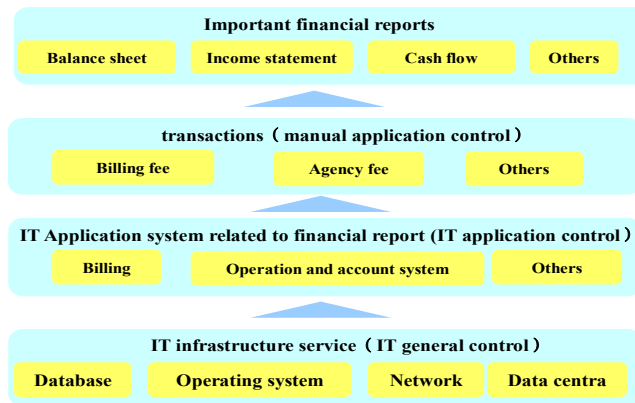 Important financial reports
Balance sheet Income statement Cash flow Others
transactions（manual application control）
Billing fee Agency fee Others
IT Application system related to financial report (IT application control）
Billing Operation and account system Others
IT infrastructure service（IT general control）
Database Operating system Network Data centra